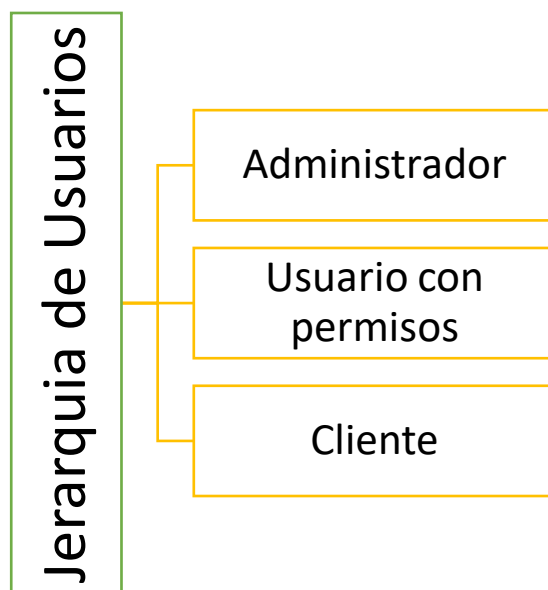 Jerarquia de Usuarios
Administrador
Usuario con
permisos
Cliente